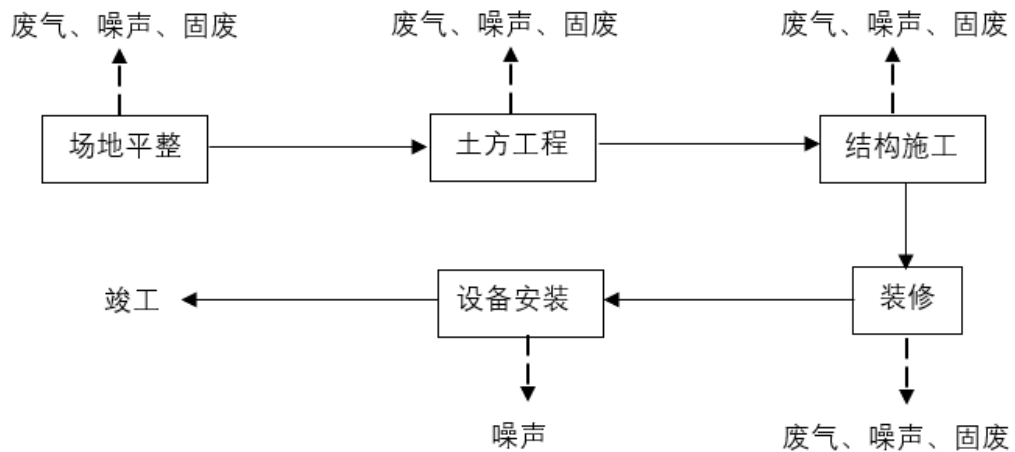 废气、噪声、固废
废气、噪声、固废
废气、噪声、固废
场地平整
土方工程
结构施工
竣工
设备安装
装修
噪声
废气、噪声、固废